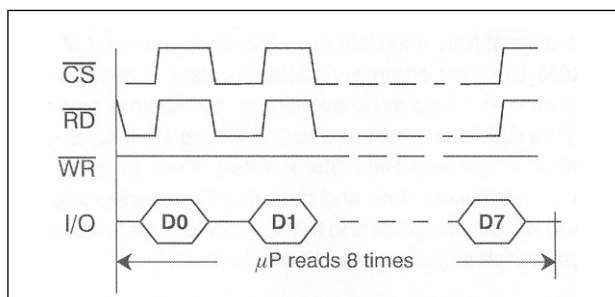 CS
RD
WR
I/O D0 D1 D7
μP reads 8 times